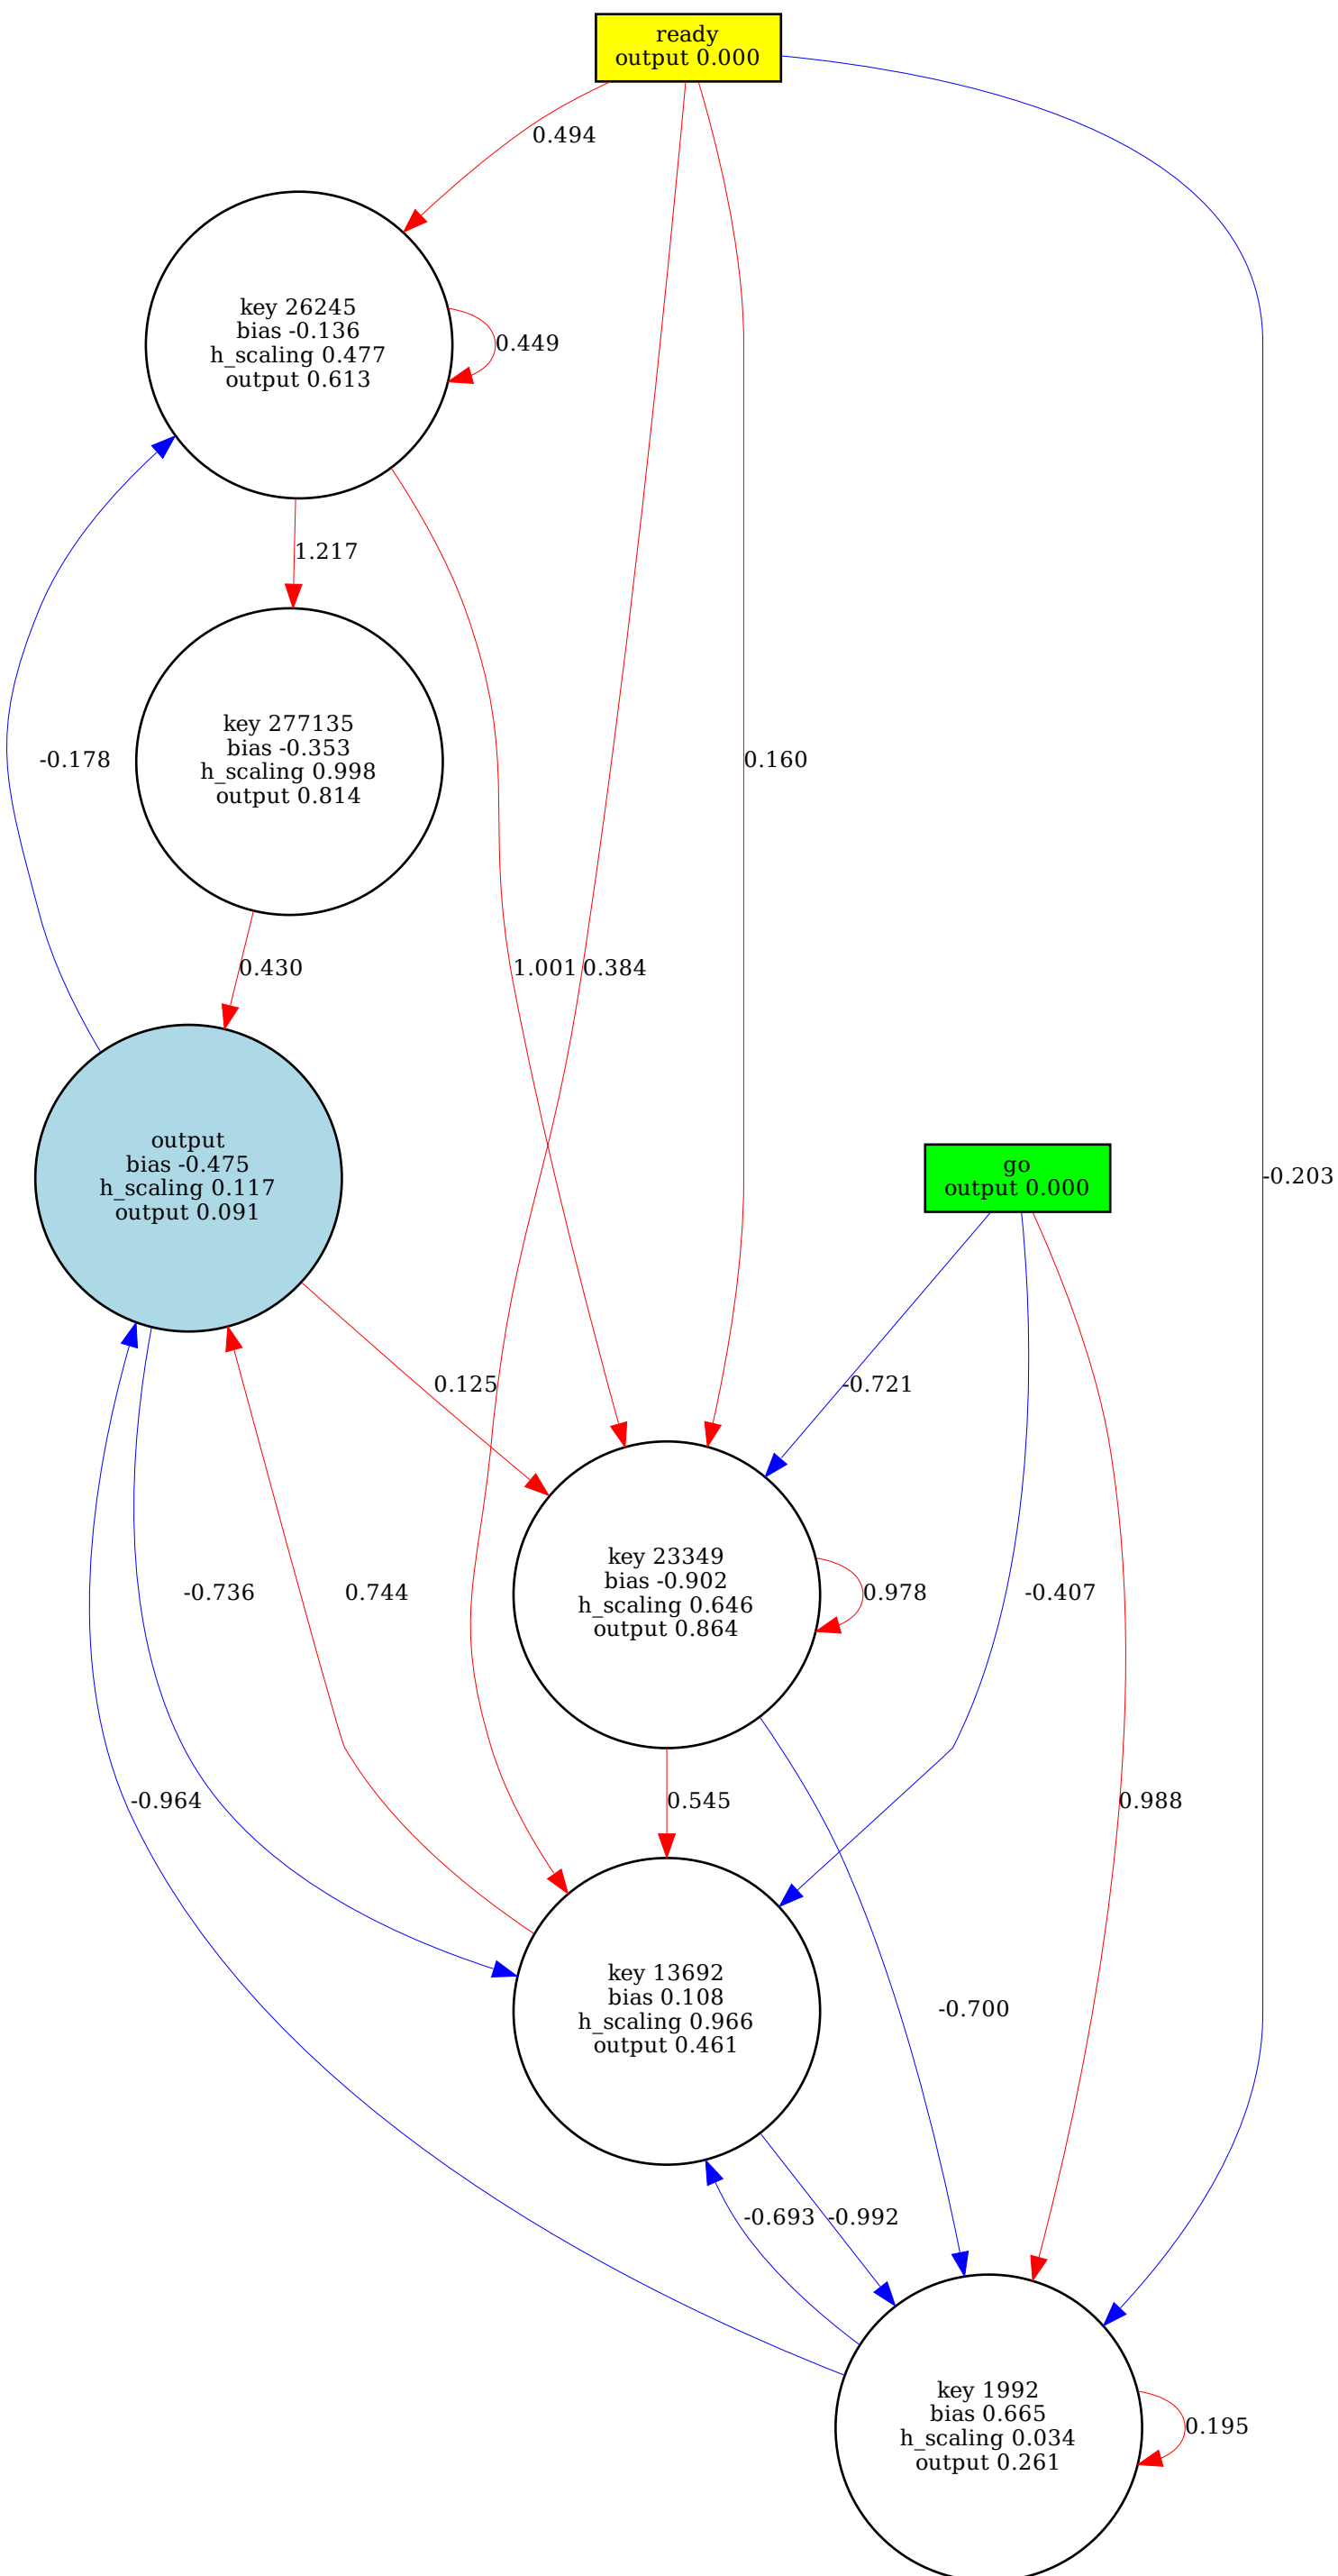 ready
output 0.000
0.494
key 26245
bias -0.136
h_scaling 0.477
output 0.613
0.449
1.217
key 277135
bias -0.353
h_scaling 0.998
output 0.814
-0.178
0.160
0.430
1.001
0.384
output
bias -0.475
h_scaling 0.117
output 0.091
go
output 0.000
-0.203
0.125
-0.721
key 23349
bias -0.902
h_scaling 0.646
output 0.864
-0.736
0.744
0.978
-0.407
-0.964
0.545
0.988
key 13692
bias 0.108
h_scaling 0.966
output 0.461
-0.700
-0.693
-0.992
key 1992
bias 0.665
h_scaling 0.034
output 0.261
0.195